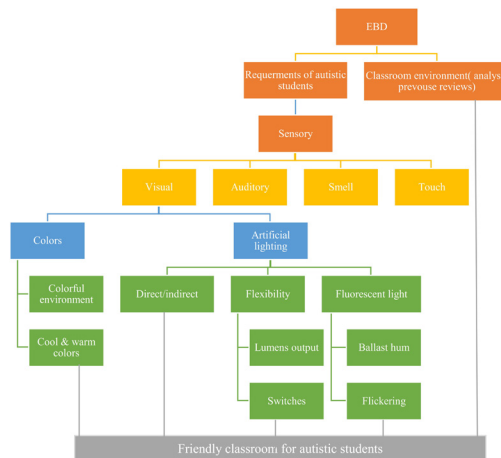 EBD
Requerments of autistic
students
Classroom environment( analys
prevouse reviews)
Sensory
Visual
Auditory
Smell
Touch
Colors
Artificial
lighting
Colorful
environment
Direct/indirect
Flexibility
Fluorescent light
Cool & warm
colors
Lumens output
Ballast hum
Switches
Flickering
Friendly classroom for autistic students